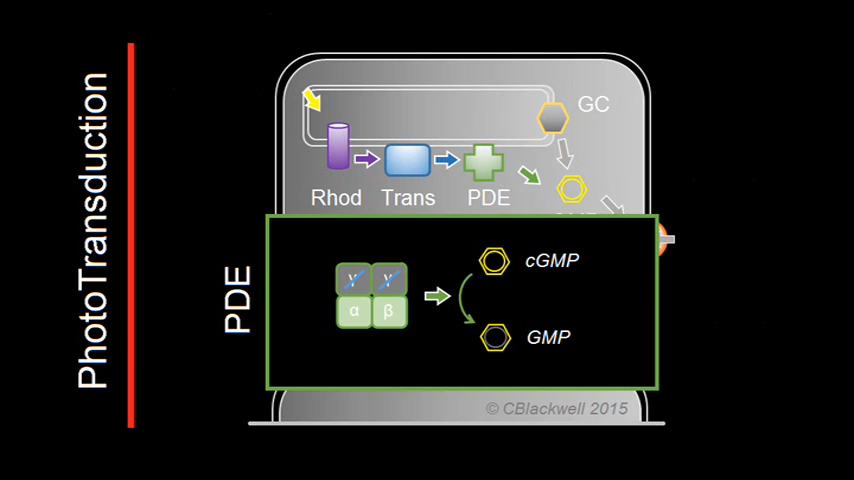 PhotoTransduction
GC
Rhod
Trans
PDE
PDE
γ
γ
α
β
cGMP
GMP
© CBlackwell 2015